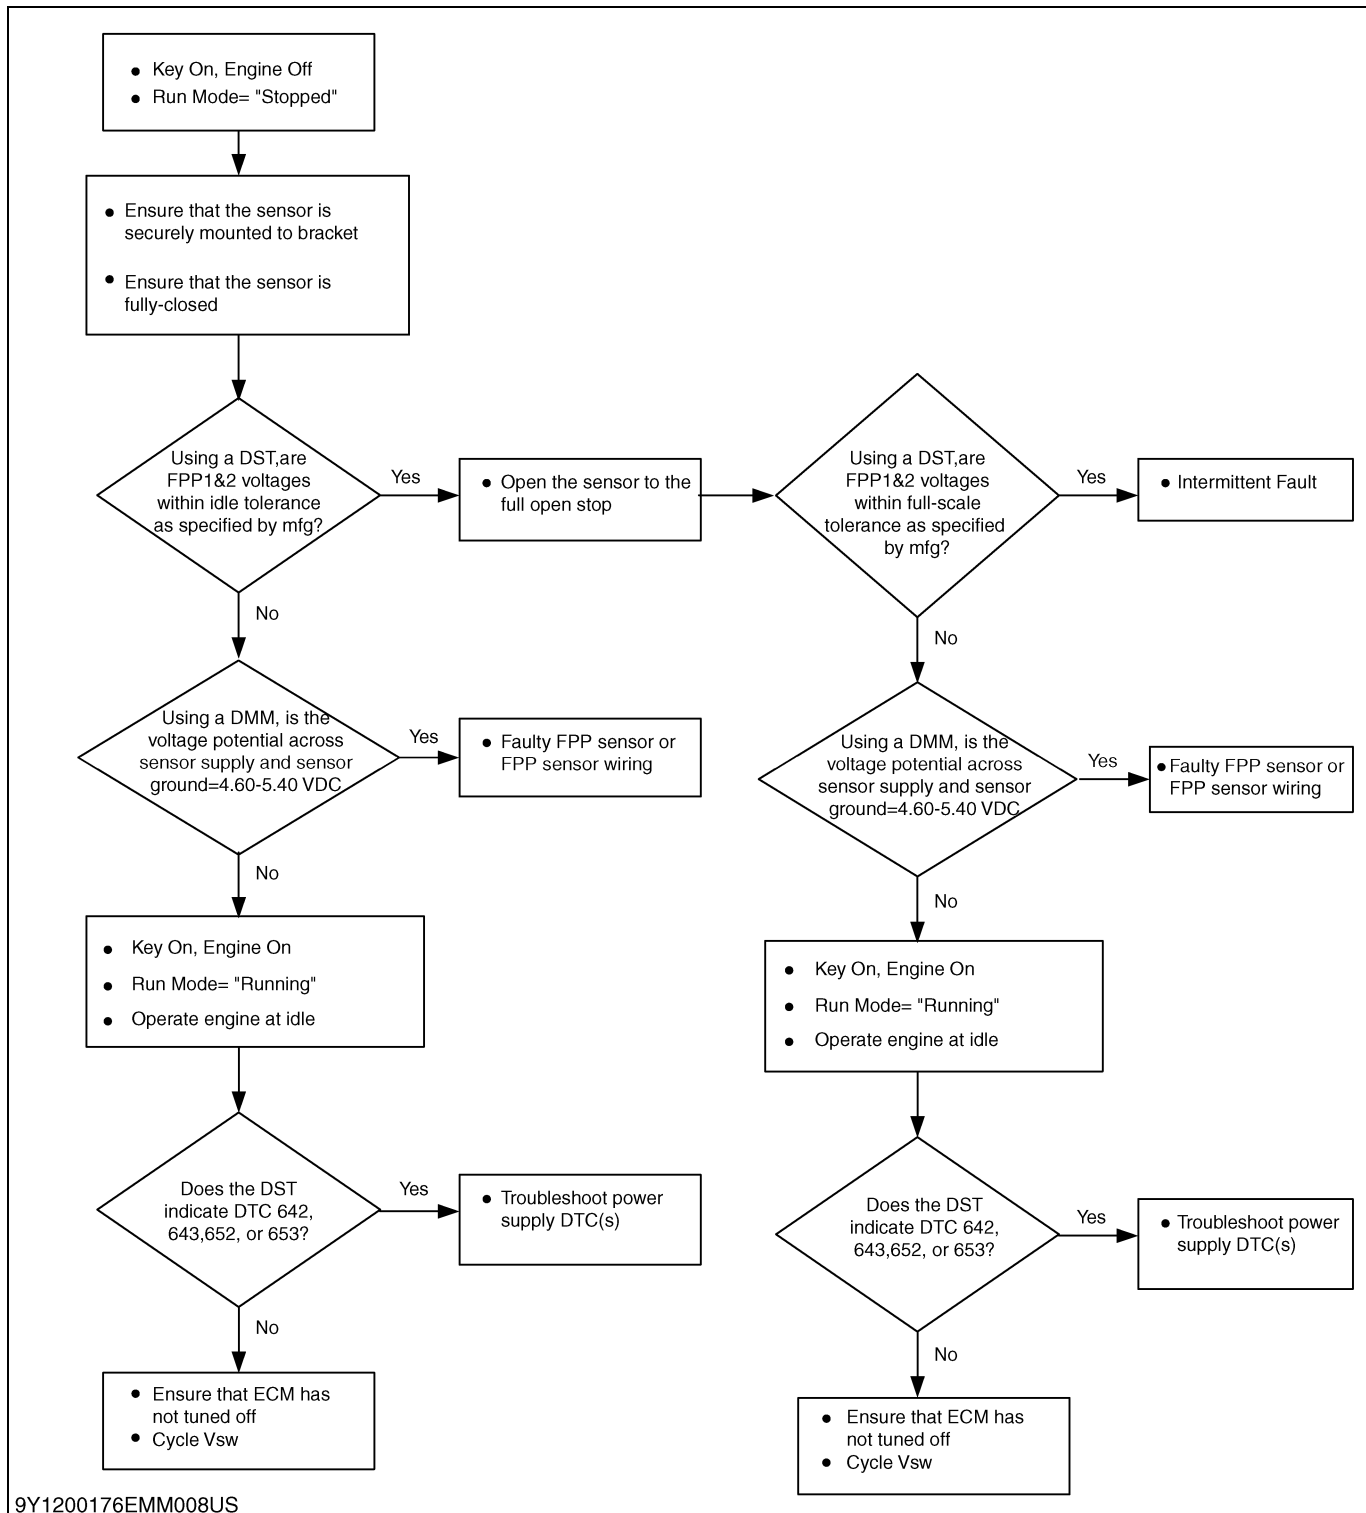 ● Key On, Engine Off
● Run Mode= "Stopped"
● Ensure that the sensor is
securely mounted to bracket
● Ensure that the sensor is
fully-closed
Using a DST,are
FPP1&2 voltages
within idle tolerance
as specified by mfg?
Yes
● Open the sensor to the
full open stop
Using a DST,are
FPP1&2 voltages
within full-scale
tolerance as specified
by mfg?
Yes
● Intermittent Fault
No
No
Using a DMM, is the
voltage potential across
sensor supply and sensor
ground=4.60-5.40 VDC
Yes
● Faulty FPP sensor or
FPP sensor wiring
Using a DMM, is the
voltage potential across
sensor supply and sensor
ground=4.60-5.40 VDC
Yes
● Faulty FPP sensor or
FPP sensor wiring
No
No
● Key On, Engine On
● Run Mode= "Running"
● Operate engine at idle
● Key On, Engine On
● Run Mode= "Running"
● Operate engine at idle
Does the DST
indicate DTC 642,
643,652, or 653?
Yes
● Troubleshoot power
supply DTC(s)
Does the DST
indicate DTC 642,
643,652, or 653?
Yes
● Troubleshoot power
supply DTC(s)
No
No
● Ensure that ECM has
not tuned off
● Cycle Vsw
● Ensure that ECM has
not tuned off
● Cycle Vsw
9Y1200176EMM008US